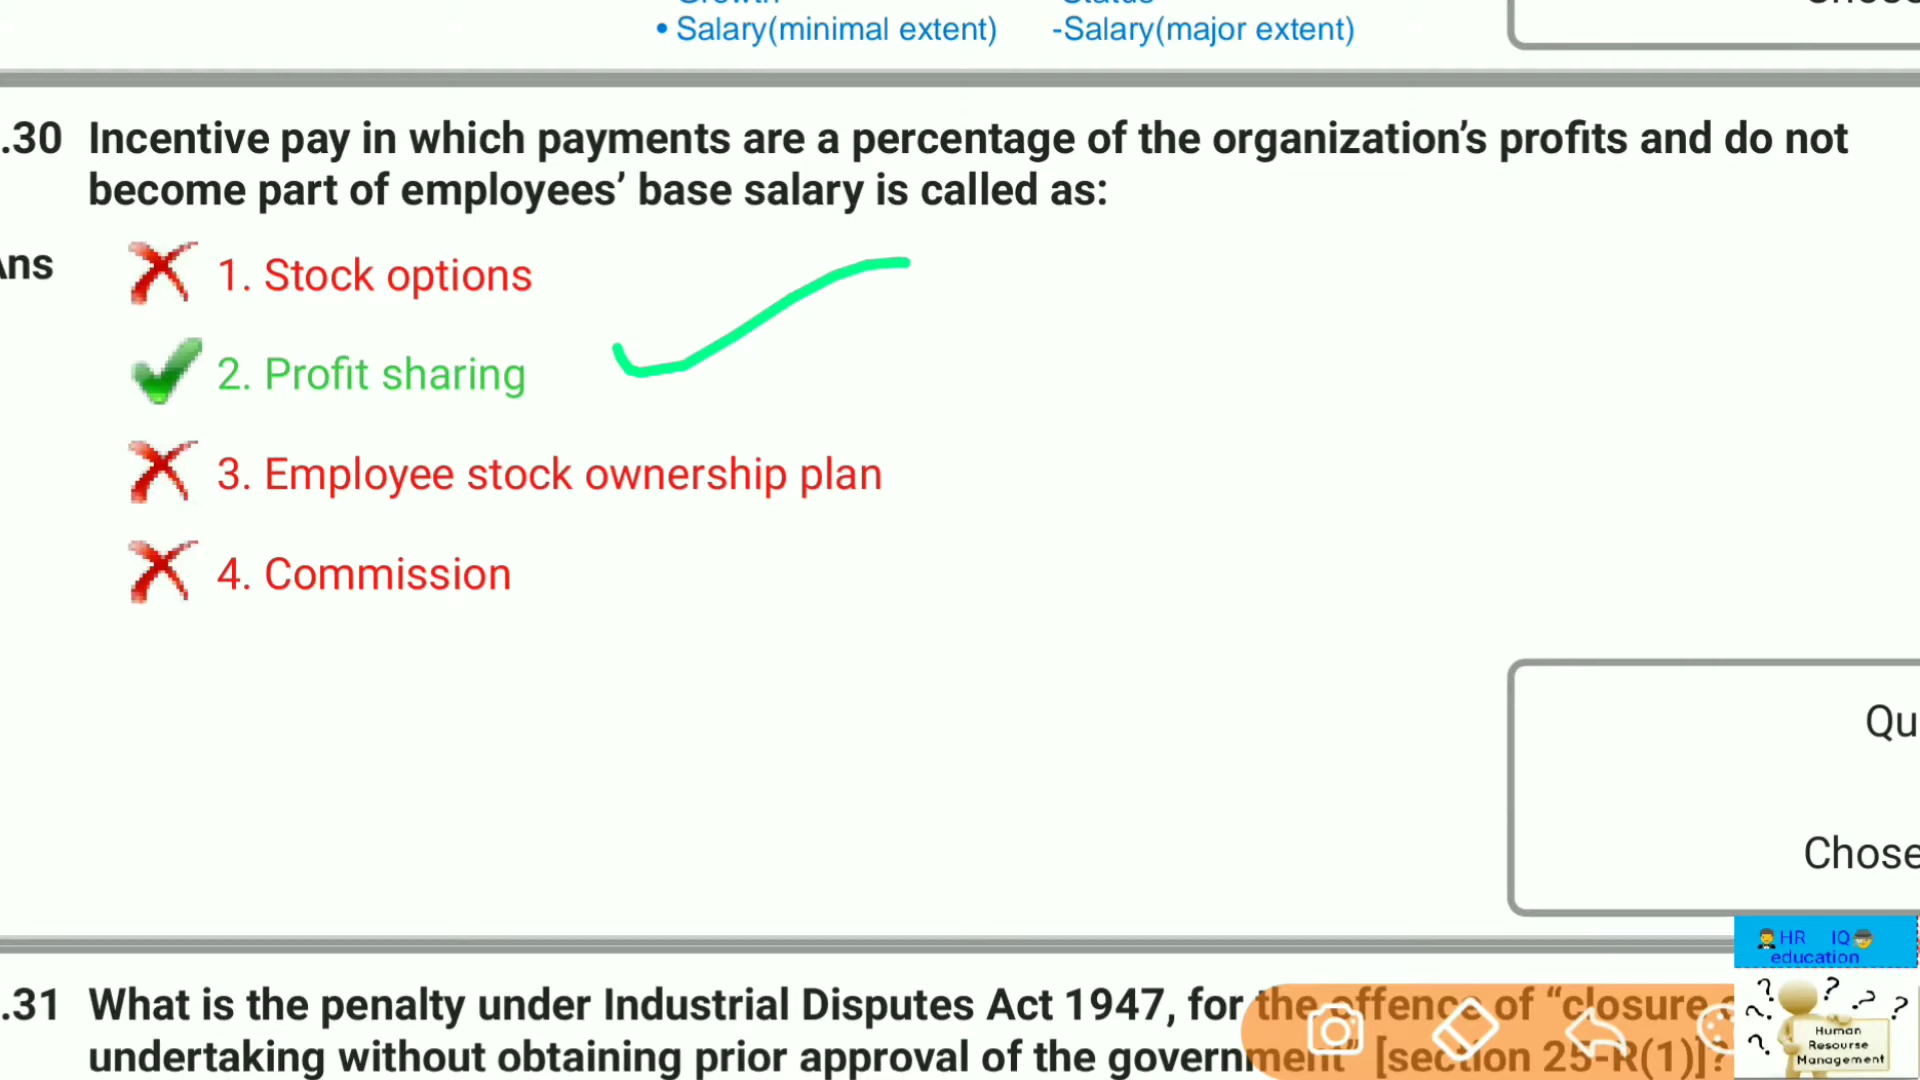 • Salary(minimal extent) -Salary(major extent)
.30 Incentive pay in which payments are a percentage of the organization’s profits and do not
become part of employees’ base salary is called as:
Ans
1. Stock options
2. Profit sharing
3. Employee stock ownership plan
4. Commission
Qu
Chose
HR IQ
education
.31 What is the penalty under Industrial Disputes Act 1947, for the offence of “closure
undertaking without obtaining prior approval of the government” [section 25-R(1)]?
Human
Resourse
Management